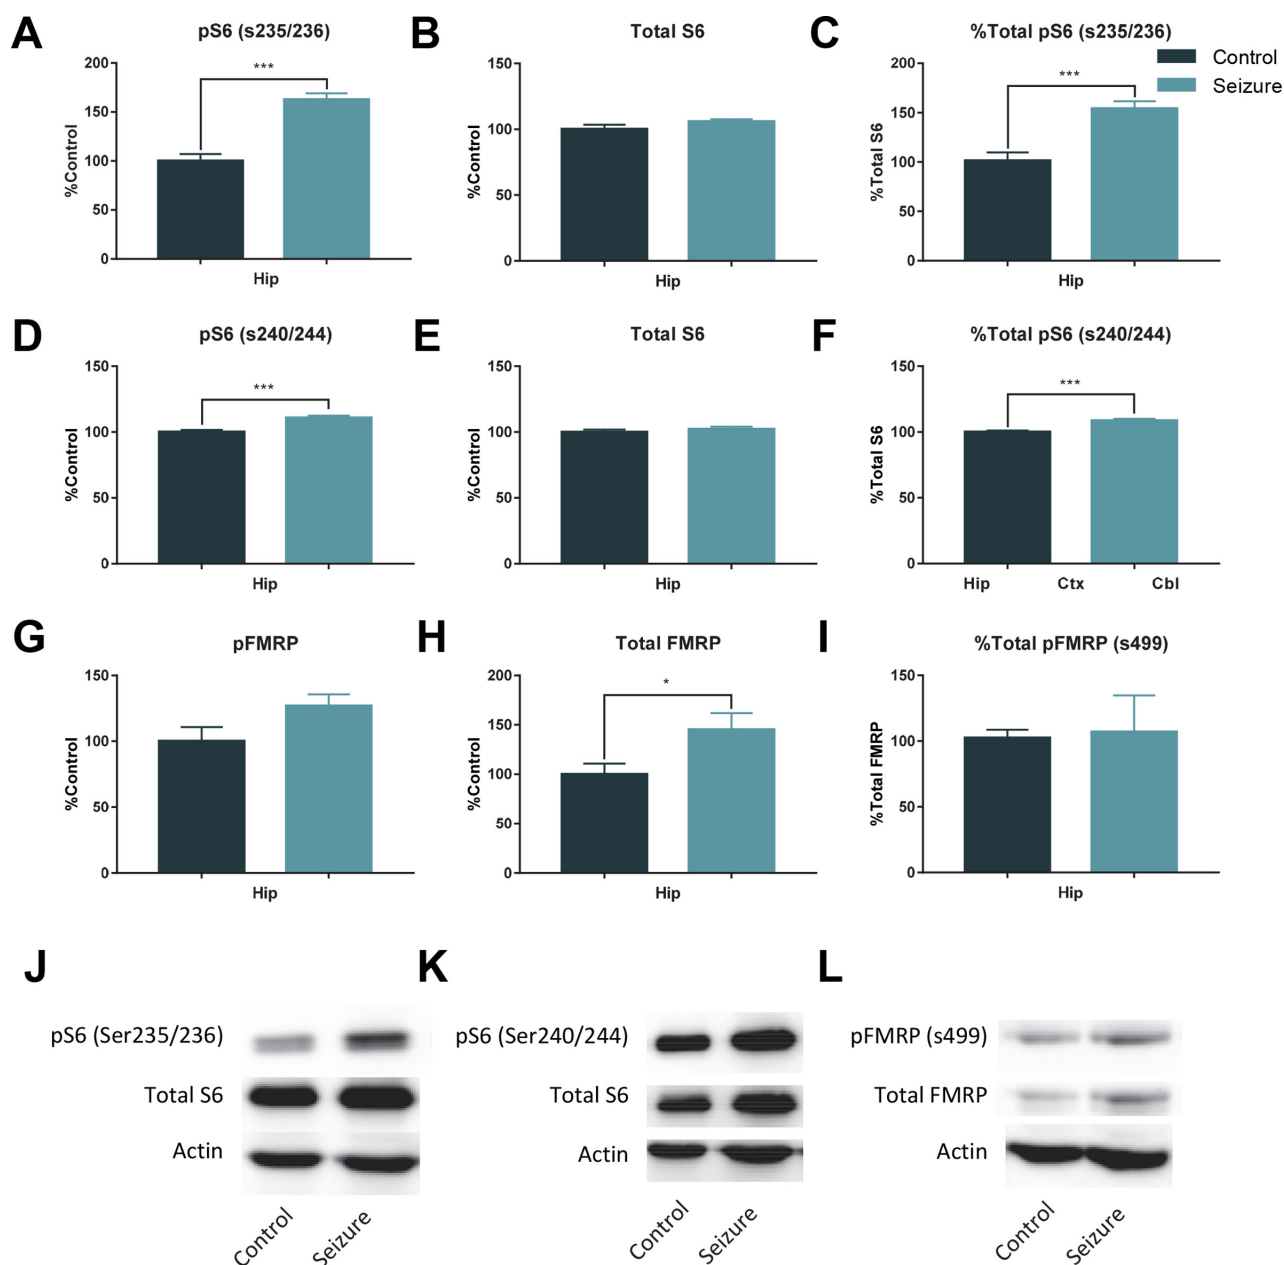 A
pS6 (s235/236)
200
150
100
50
0
%Control
***
Hip
B
Total S6
150
100
50
0
%Control
Hip
C
%Total pS6 (s235/236)
Control
Seizure
200
150
100
50
0
%Total S6
***
Hip
D
pS6 (s240/244)
150
100
50
0
%Control
***
Hip
E
Total S6
150
100
50
0
%Control
Hip
F
%Total pS6 (s240/244)
150
100
50
0
%Total S6
***
Hip Ctx Cbl
G
pFMRP
150
100
50
0
%Control
Hip
H
Total FMRP
200
150
100
50
0
%Control
*
Hip
I
%Total pFMRP (s499)
150
100
50
0
%Total FMRP
Hip
J
pS6 (Ser235/236)
Total S6
Actin
Control
Seizure
K
pS6 (Ser240/244)
Total S6
Actin
Control
Seizure
L
pFMRP (s499)
Total FMRP
Actin
Control
Seizure